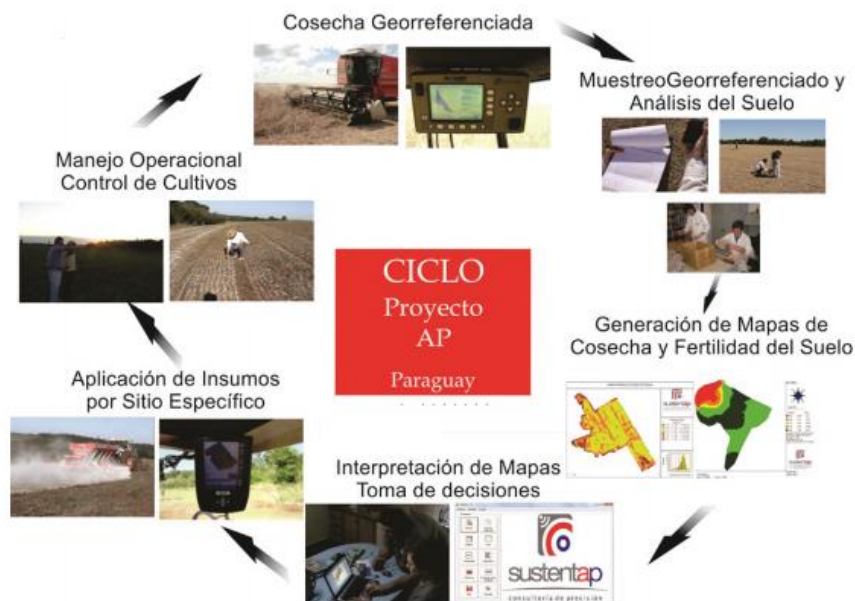 Cosecha Georreferenciada
MuestreoGeorreferenciado y
Análisis del Suelo
Manejo Operacional
Control de Cultivos
CICLO
Proyecto
AP
Paraguay
Generación de Mapas de
Cosecha y Fertilidad del Suelo
Aplicación de Insumos
por Sitio Específico
sustentap
Interpretación de Mapas
Toma de decisiones
sustentap
consultoría de precisión